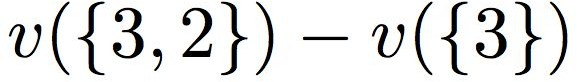 v({3, 2}) − v({3})